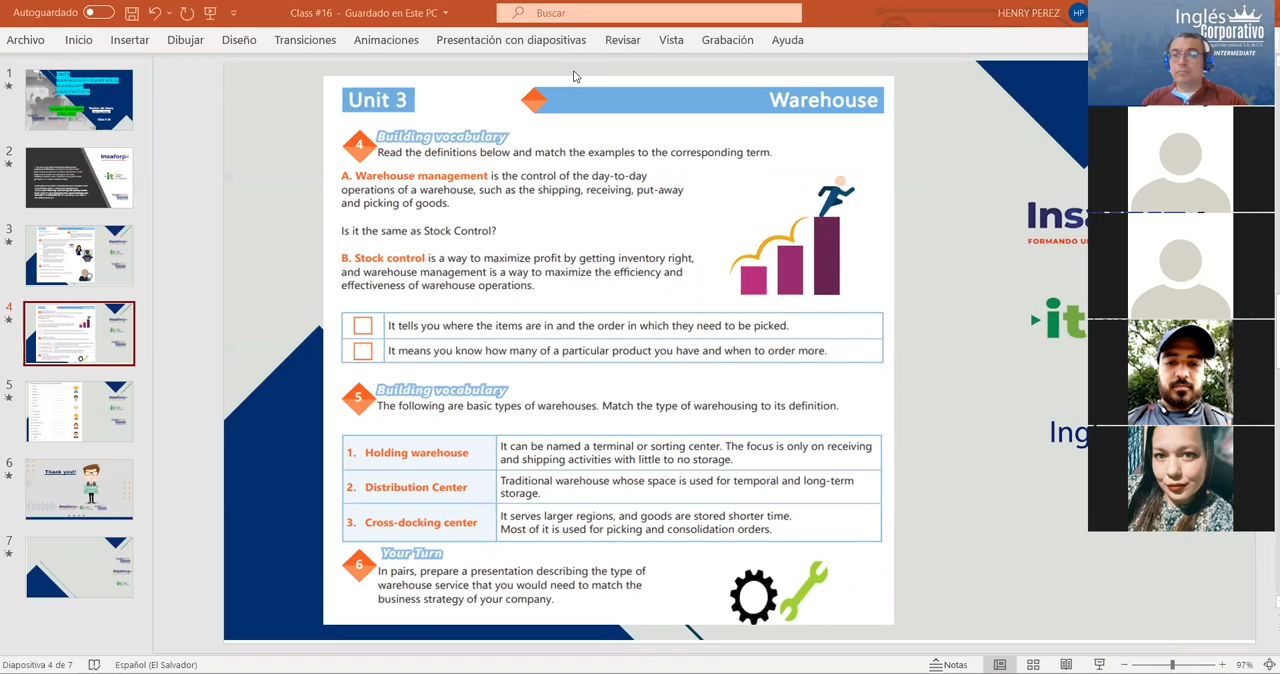 Autoguardado
Class #16 - Guardado en Este PC
Buscar
HENRY PEREZ
HP
Archivo
Inicio
Insertar
Dibujar
Diseño
Transiciones
Animaciones
Presentación con diapositivas
Revisar
Vista
Grabación
Ayuda
Inglés
Corporativo
INTERMEDIATE
1
2
3
4
5
6
7
Insaforp
it
Thank you!!
Unit 3
Warehouse
4
Building vocabulary
Read the definitions below and match the examples to the corresponding term.
A. Warehouse management is the control of the day-to-day
operations of a warehouse, such as the shipping, receiving, put-away
and picking of goods.
Is it the same as Stock Control?
B. Stock control is a way to maximize profit by getting inventory right,
and warehouse management is a way to maximize the efficiency and
effectiveness of warehouse operations.
It tells you where the items are in and the order in which they need to be picked.
It means you know how many of a particular product you have and when to order more.
5
Building vocabulary
The following are basic types of warehouses. Match the type of warehousing to its definition.
1. Holding warehouse
It can be named a terminal or sorting center. The focus is only on receiving
and shipping activities with little to no storage.
2. Distribution Center
Traditional warehouse whose space is used for temporal and long-term
storage.
3. Cross-docking center
It serves larger regions, and goods are stored shorter time.
Most of it is used for picking and consolidation orders.
6
Your Turn
In pairs, prepare a presentation describing the type of
warehouse service that you would need to match the
business strategy of your company.
Insa
FORMANDO U
it
Ing
Diapositiva 4 de 7
Español (El Salvador)
Notas
97%